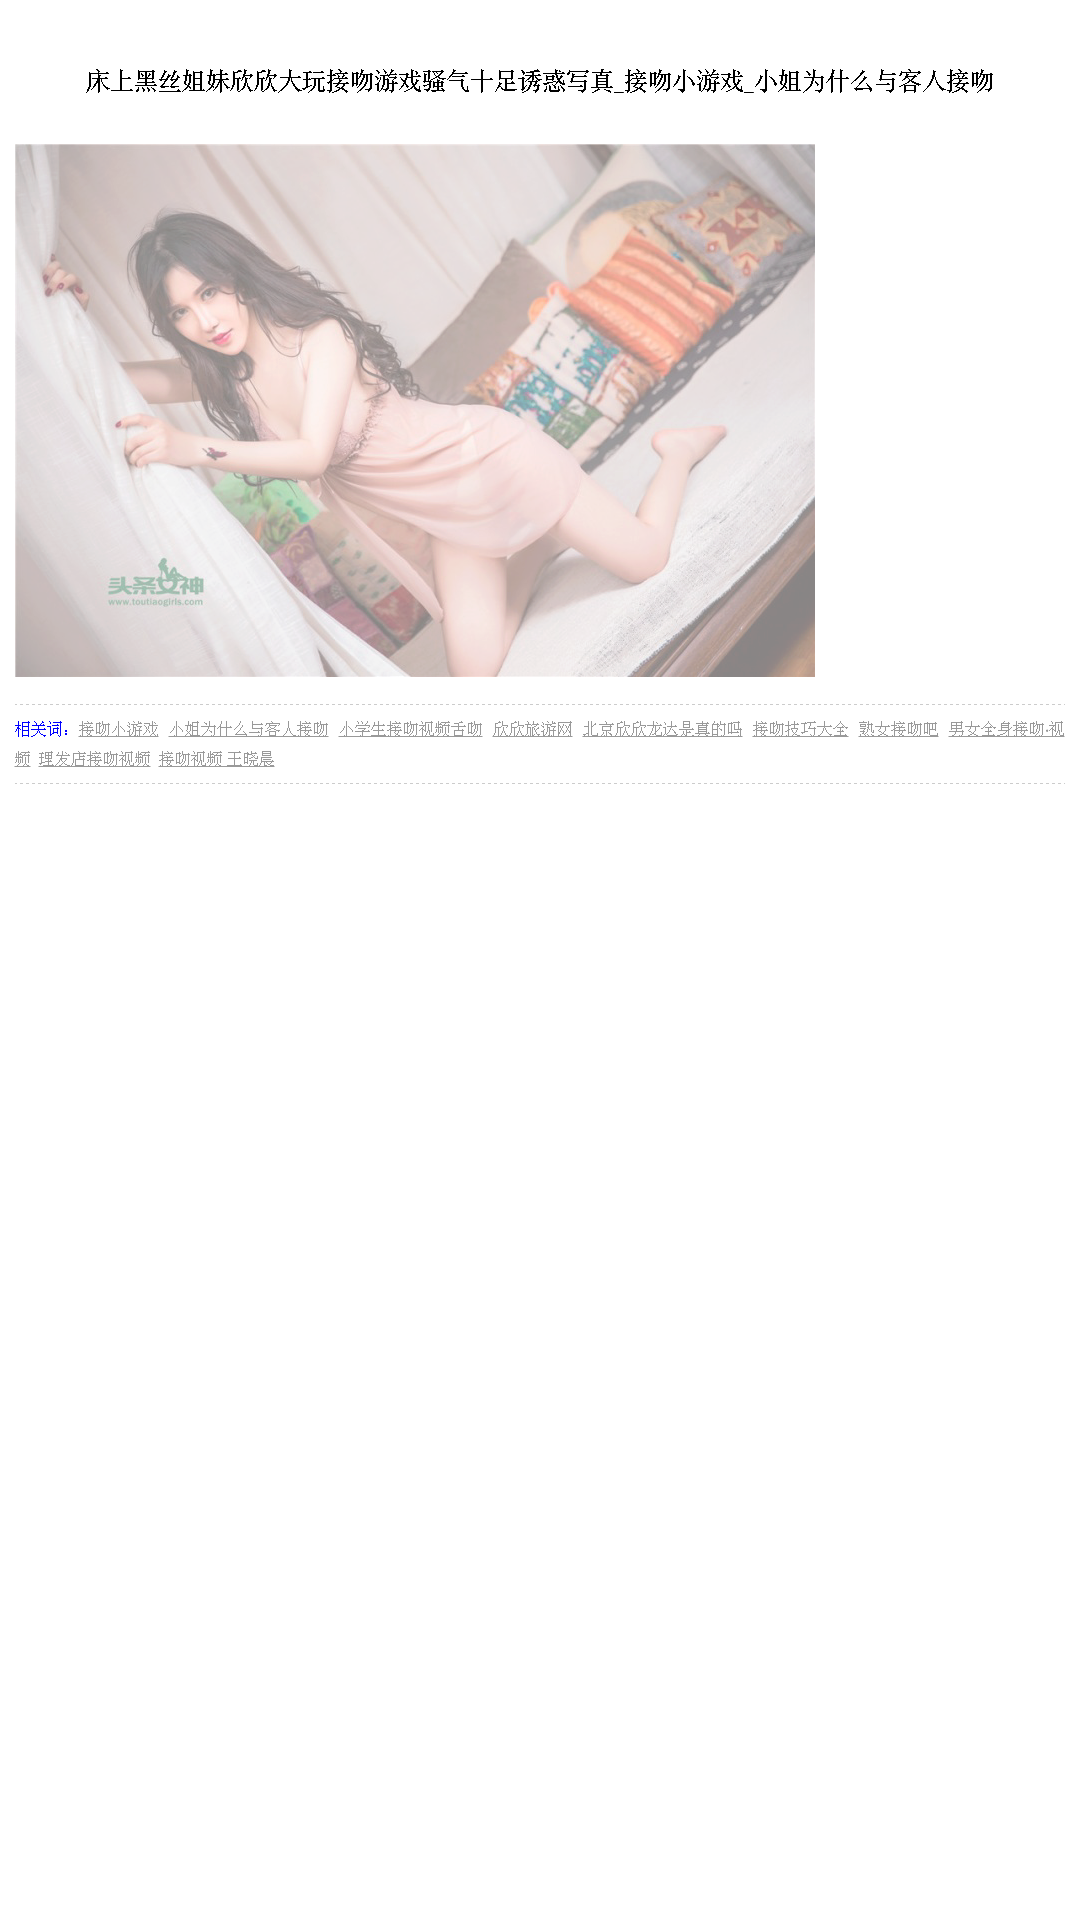 床上黑丝姐妹欣欣大玩接吻游戏骚气十足诱惑写真_接吻小游戏_小姐为什么与客人接吻
头条女神
www.toutiaogirls.com
相关词：接吻小游戏 小姐为什么与客人接吻 小学生接吻视频舌吻 欣欣旅游网 北京欣欣龙达是真的吗 接吻技巧大全 熟女接吻吧 男女全身接吻·视
频 理发店接吻视频 接吻视频 王晓晨